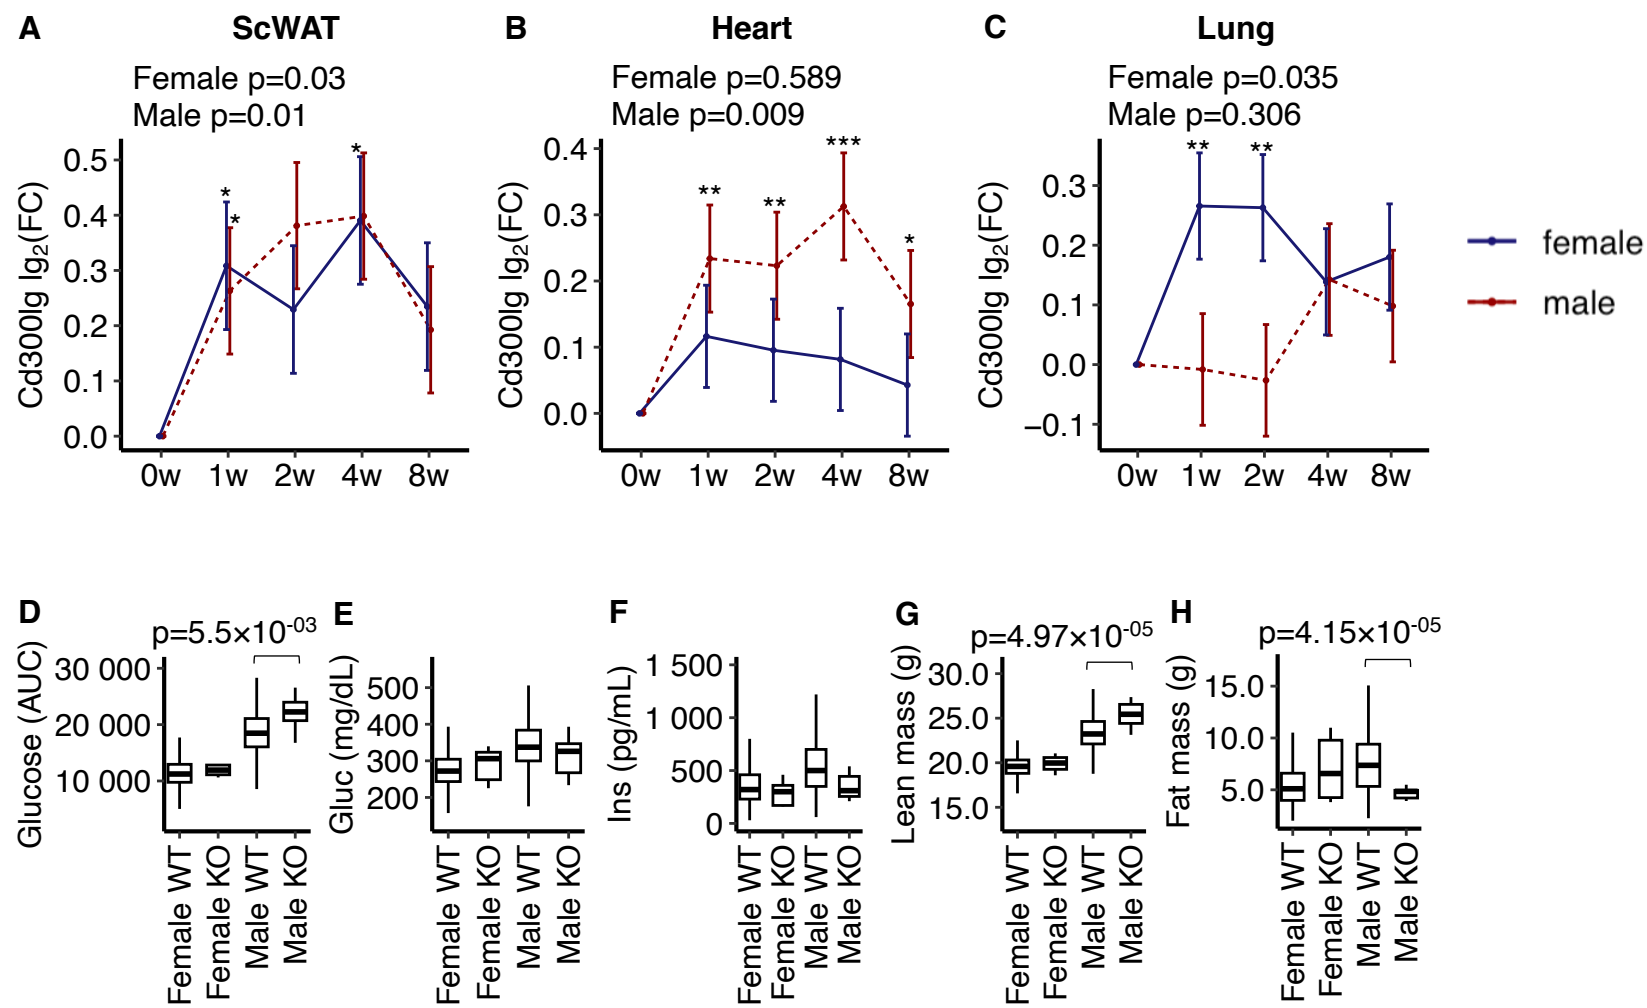 A ScWAT
Female p=0.03
Male p=0.01
Cd300lg lg₂(FC)
0.5
0.4
0.3
0.2
0.1
0.0
*
*
*
0w 1w 2w 4w 8w
B Heart
Female p=0.589
Male p=0.009
Cd300lg lg₂(FC)
0.4
0.3
0.2
0.1
0.0
**
**
***
*
0w 1w 2w 4w 8w
C Lung
Female p=0.035
Male p=0.306
Cd300lg lg₂(FC)
0.3
0.2
0.1
0.0
−0.1
**
**
0w 1w 2w 4w 8w
female
male
D
p=5.5×10⁻⁰³
Glucose (AUC)
30 000
20 000
10 000
Female WT
Female KO
Male WT
Male KO
E
Gluc (mg/dL)
500
400
300
200
Female WT
Female KO
Male WT
Male KO
F
Ins (pg/mL)
1 500
1 000
500
0
Female WT
Female KO
Male WT
Male KO
G
p=4.97×10⁻⁰⁵
Lean mass (g)
30.0
25.0
20.0
15.0
Female WT
Female KO
Male WT
Male KO
H
p=4.15×10⁻⁰⁵
Fat mass (g)
15.0
10.0
5.0
Female WT
Female KO
Male WT
Male KO